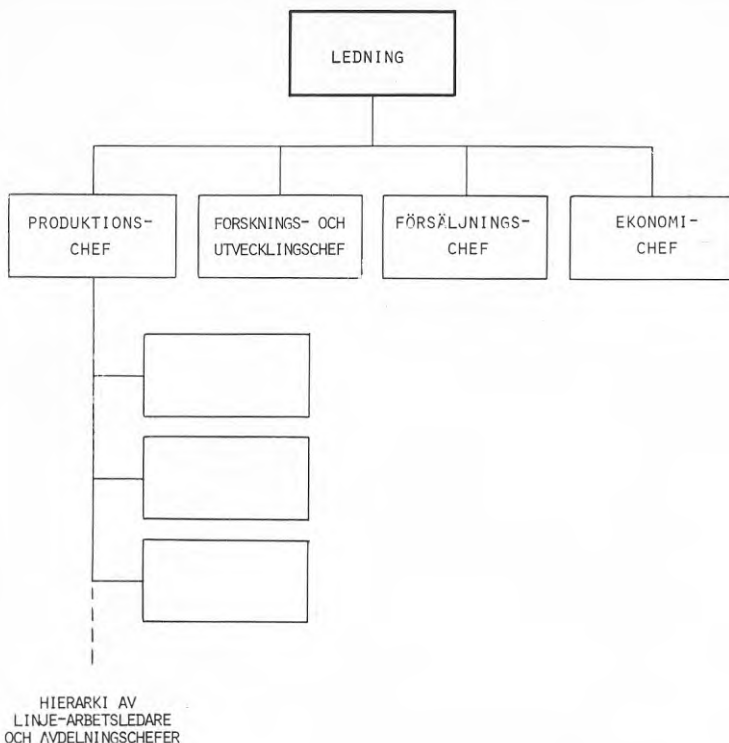 LEDNING
PRODUKTIONS-
CHEF
FORSKNINGS- OCH
UTVECKLINGSCHEF
FÖRSÄLJNINGS-
CHEF
EKONOMI-
CHEF
HIERARKI AV
LINJE-ARBETSLEDARE
OCH AVDELNINGSCHEFER